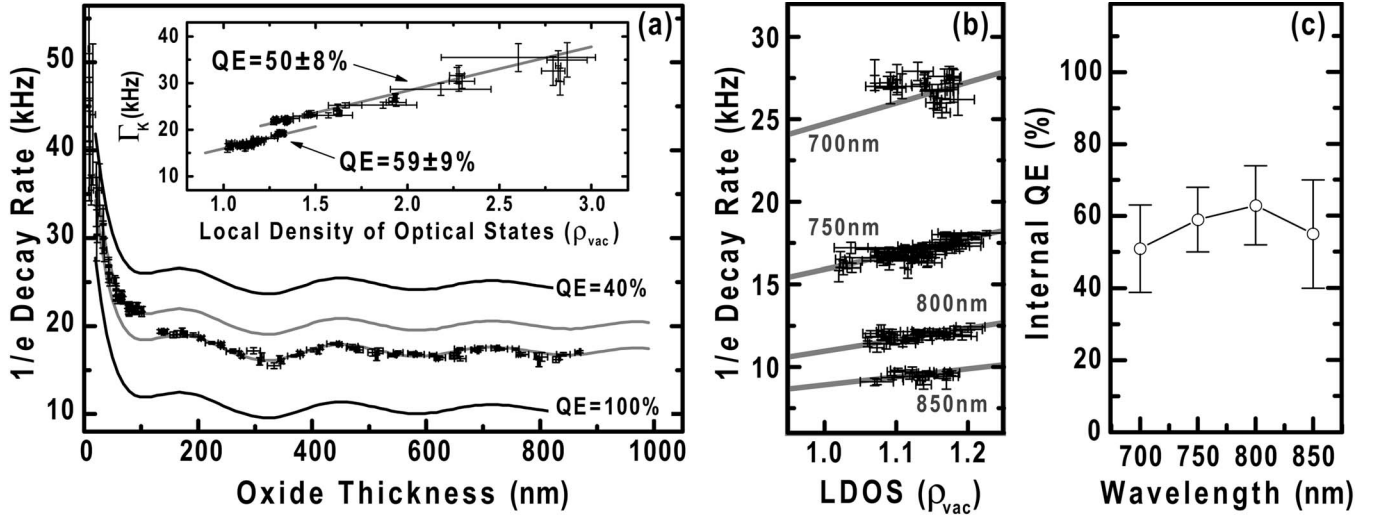 (a)
1/e Decay Rate (kHz)
50
40
30
20
10
0
200
400
600
800
1000
Oxide Thickness (nm)
QE=40%
QE=100%
ΓK (kHz)
40
30
20
10
QE=50±8%
QE=59±9%
1.0
1.5
2.0
2.5
3.0
Local Density of Optical States (ρvac)
(b)
1/e Decay Rate (kHz)
30
25
20
15
10
700nm
750nm
800nm
850nm
1.0
1.1
1.2
LDOS (ρvac)
(c)
Internal QE (%)
100
80
60
40
20
0
700
750
800
850
Wavelength (nm)